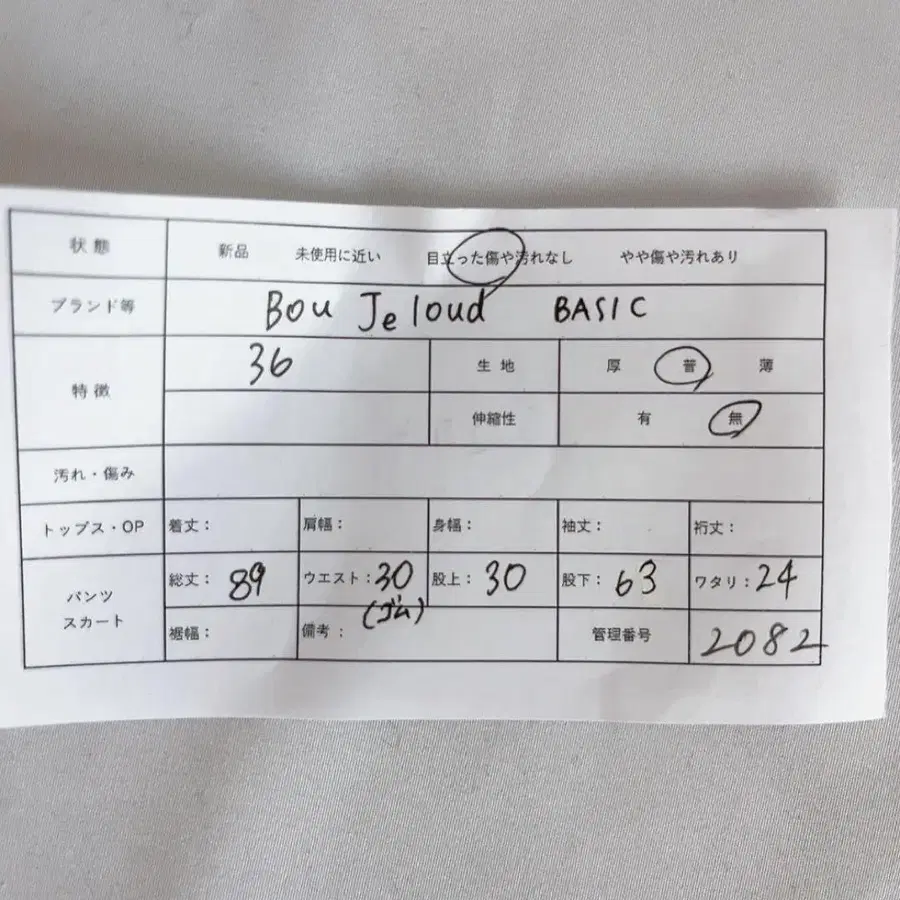 状態 新品 未使用に近い 目立った傷や汚れなし やや傷や汚れあり
ブランド等 Bou Jeloud BASIC
特徴 36 生地 厚 普 薄
伸縮性 有 無
汚れ・傷み
トップス・OP 着丈: 肩幅: 身幅: 袖丈: 裄丈:
パンツ スカート 総丈: 89 ウエスト: 30 (ゴム) 股上: 30 股下: 63 ワタリ: 24
裾幅: 備考: 管理番号 2082